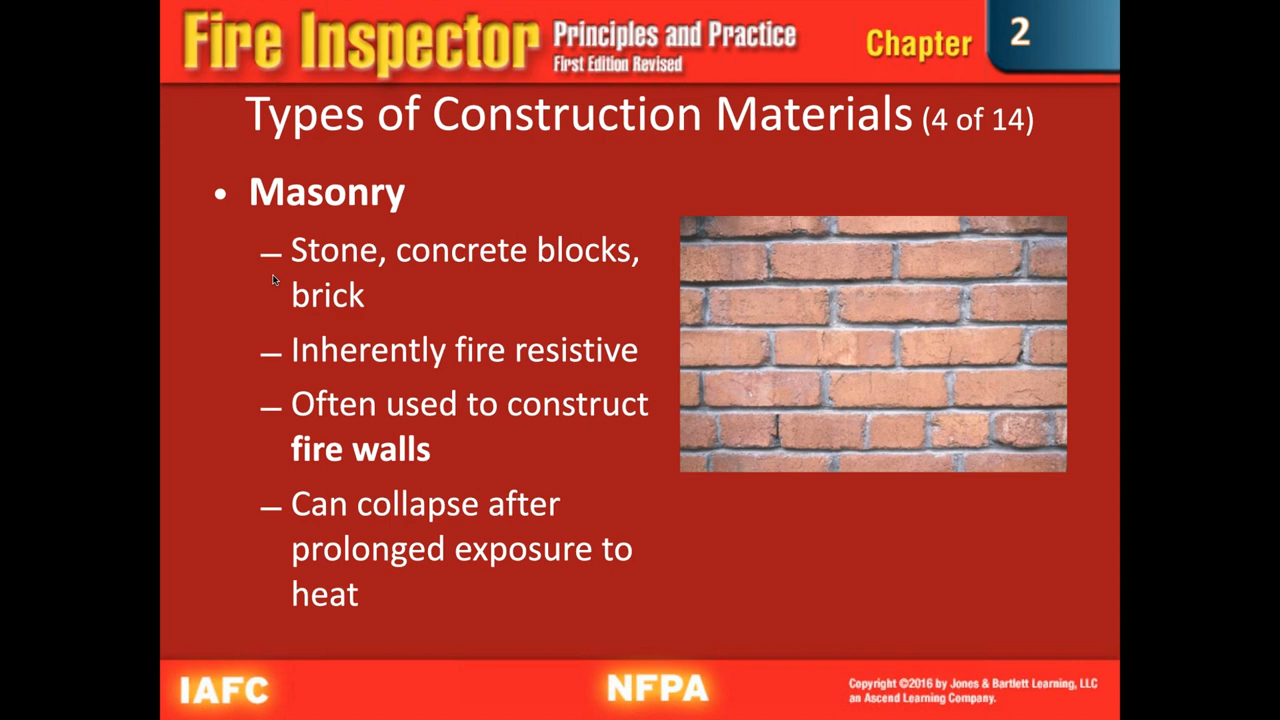 Fire Inspector
Principles and Practice
First Edition Revised
Chapter 2
Types of Construction Materials (4 of 14)
• Masonry
– Stone, concrete blocks,
brick
– Inherently fire resistive
– Often used to construct
fire walls
– Can collapse after
prolonged exposure to
heat
IAFC
NFPA
Copyright ©2016 by Jones & Bartlett Learning, LLC
an Ascend Learning Company.